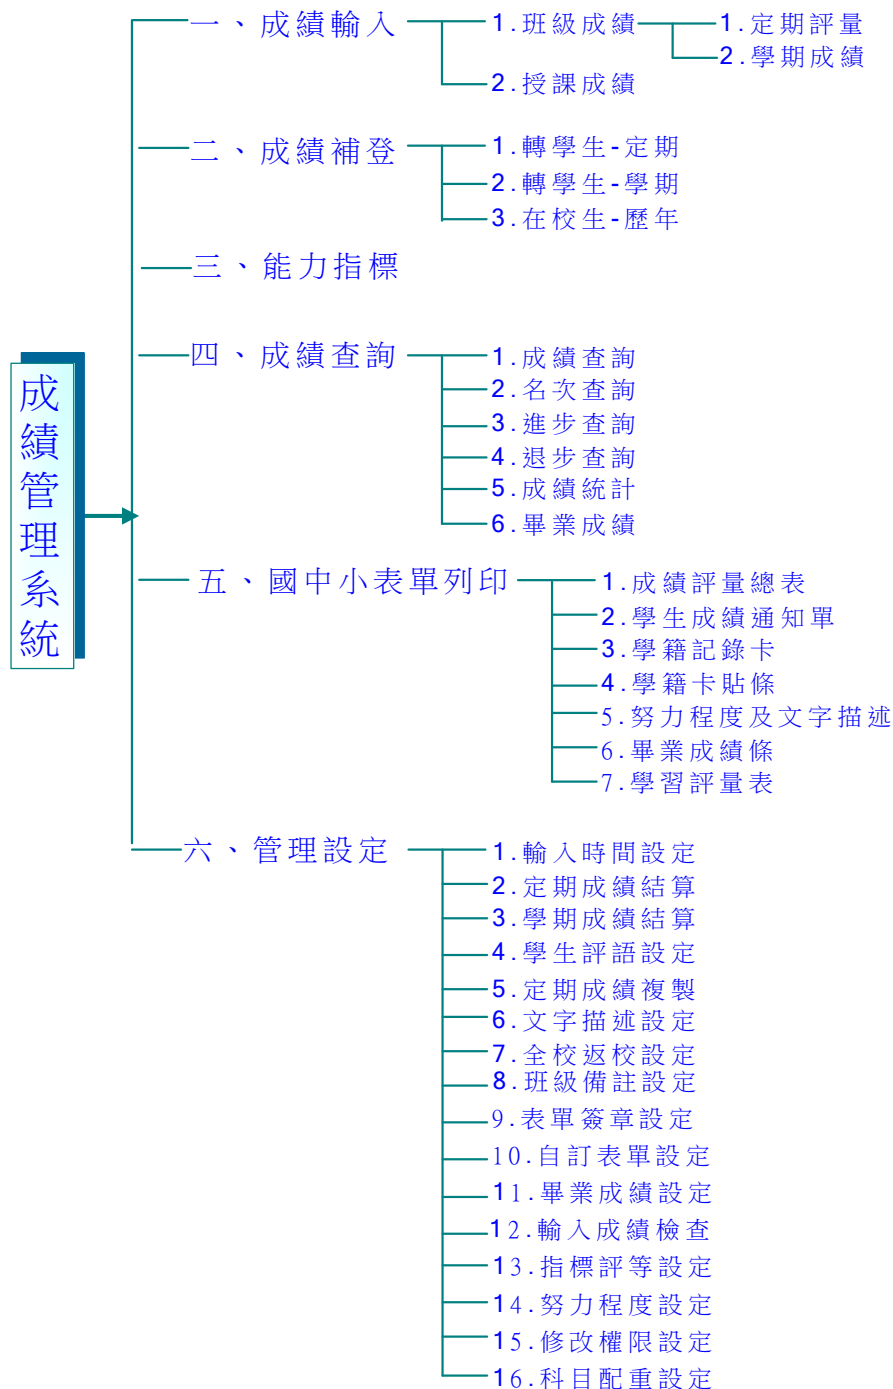 成績管理系統
一、成績輸入
1.班級成績
1.定期評量
2.學期成績
2.授課成績
二、成績補登
1.轉學生-定期
2.轉學生-學期
3.在校生-歷年
三、能力指標
四、成績查詢
1.成績查詢
2.名次查詢
3.進步查詢
4.退步查詢
5.成績統計
6.畢業成績
五、國中小表單列印
1.成績評量總表
2.學生成績通知單
3.學籍記錄卡
4.學籍卡貼條
5.努力程度及文字描述
6.畢業成績條
7.學習評量表
六、管理設定
1.輸入時間設定
2.定期成績結算
3.學期成績結算
4.學生評語設定
5.定期成績複製
6.文字描述設定
7.全校返校設定
8.班級備註設定
9.表單簽章設定
10.自訂表單設定
11.畢業成績設定
12.輸入成績檢查
13.指標評等設定
14.努力程度設定
15.修改權限設定
16.科目配重設定